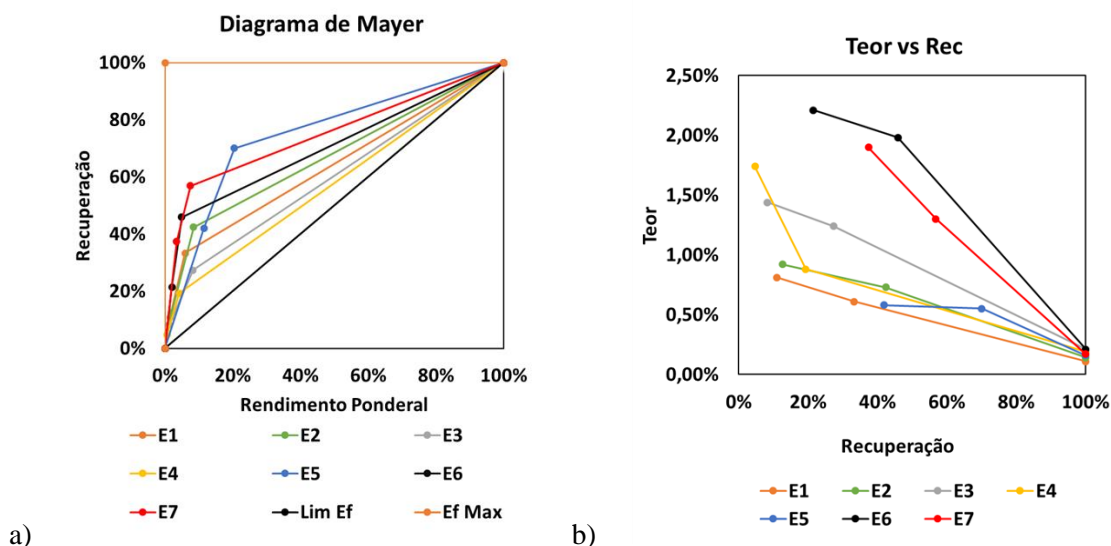 Diagrama de Mayer
100%
80%
60%
40%
20%
0%
Recuperação
0% 20% 40% 60% 80% 100%
Rendimento Ponderal
E1 E2 E3
E4 E5 E6
E7 Lim Ef Ef Max
a)
Teor vs Rec
2,50%
2,00%
1,50%
1,00%
0,50%
0,00%
Teor
0% 20% 40% 60% 80% 100%
Recuperação
E1 E2 E3 E4
E5 E6 E7
b)